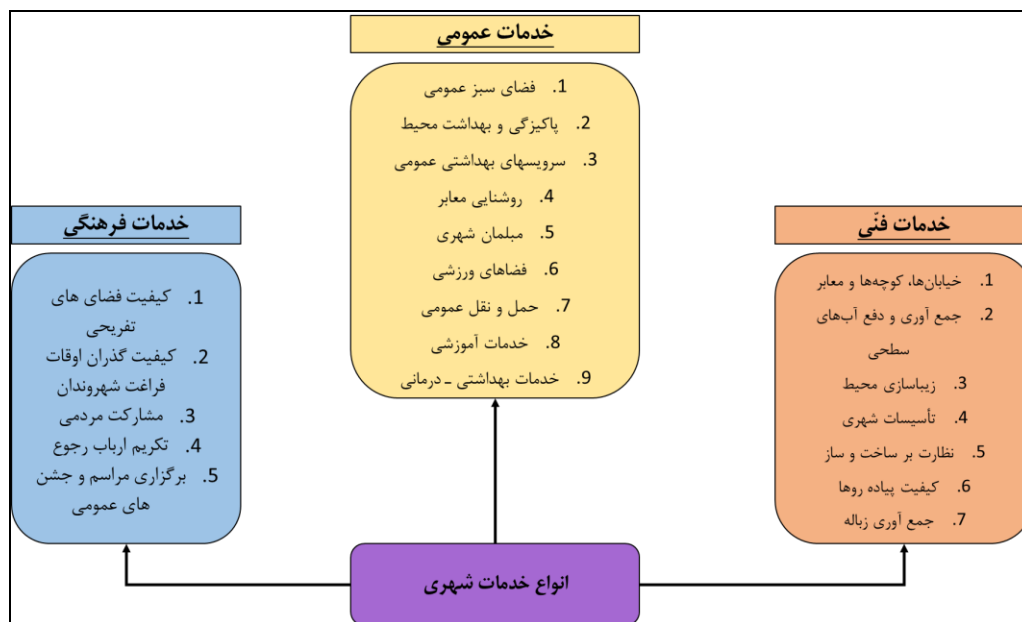 خدمات عمومی
1. فضای سبز عمومی
2. پاکیزگی و بهداشت محیط
3. سرویسهای بهداشتی عمومی
4. روشنایی معابر
5. مبلمان شهری
6. فضاهای ورزشی
7. حمل و نقل عمومی
8. خدمات آموزشی
9. خدمات بهداشتی ـ درمانی
خدمات فنّی
1. خیابان‌ها، کوچه‌ها و معابر
2. جمع آوری و دفع آب‌های
سطحی
3. زیباسازی محیط
4. تأسیسات شهری
5. نظارت بر ساخت و ساز
6. کیفیت پیاده روها
7. جمع آوری زباله
خدمات فرهنگی
1. کیفیت فضای های
تفریحی
2. کیفیت گذران اوقات
فراغت شهروندان
3. مشارکت مردمی
4. تکریم ارباب رجوع
5. برگزاری مراسم و جشن
های عمومی
انواع خدمات شهری